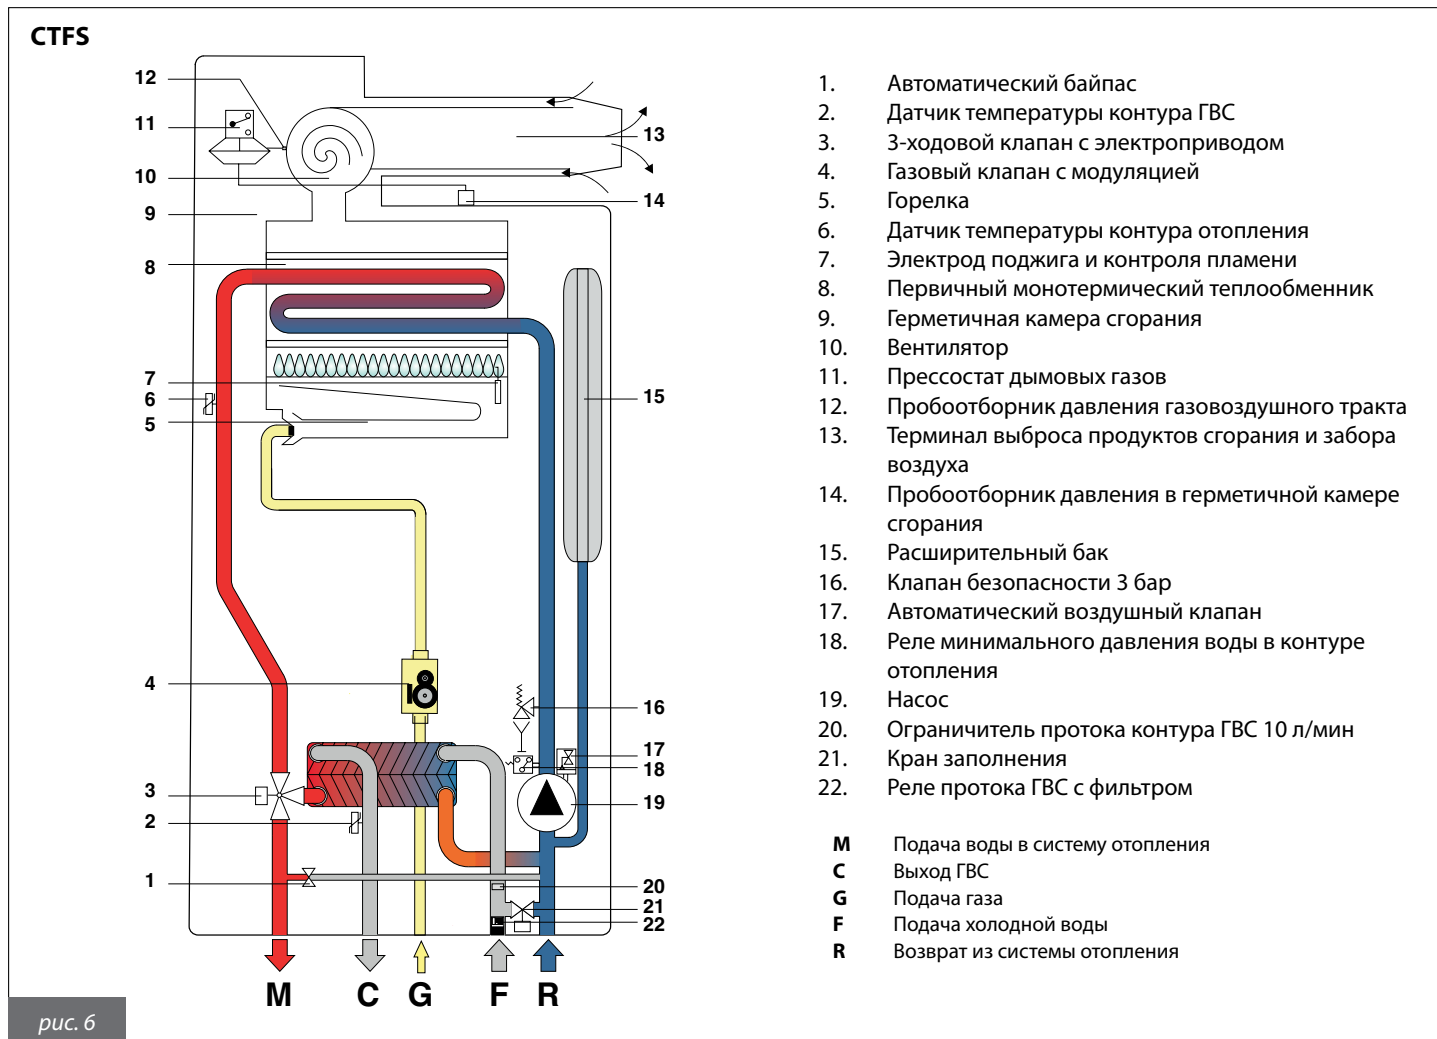 CTFS
12
11
10
9
8
7
6
5
4
3
2
1
13
14
15
16
17
18
19
20
21
22
M C G F R
1. Автоматический байпас
2. Датчик температуры контура ГВС
3. 3-ходовой клапан с электроприводом
4. Газовый клапан с модуляцией
5. Горелка
6. Датчик температуры контура отопления
7. Электрод поджига и контроля пламени
8. Первичный монотермический теплообменник
9. Герметичная камера сгорания
10. Вентилятор
11. Прессостат дымовых газов
12. Пробоотборник давления газовоздушного тракта
13. Терминал выброса продуктов сгорания и забора
воздуха
14. Пробоотборник давления в герметичной камере
сгорания
15. Расширительный бак
16. Клапан безопасности 3 бар
17. Автоматический воздушный клапан
18. Реле минимального давления воды в контуре
отопления
19. Насос
20. Ограничитель протока контура ГВС 10 л/мин
21. Кран заполнения
22. Реле протока ГВС с фильтром
M Подача воды в систему отопления
C Выход ГВС
G Подача газа
F Подача холодной воды
R Возврат из системы отопления
рис. 6